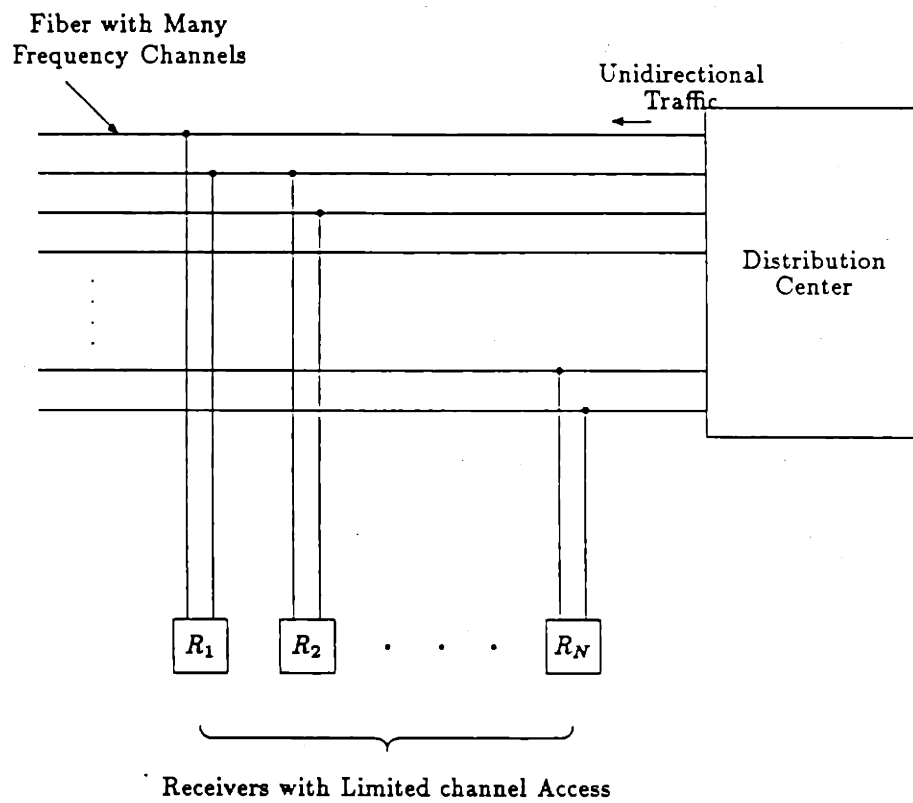 Fiber with Many
Frequency Channels
Unidirectional
Traffic
Distribution
Center
R1
R2
. . .
RN
Receivers with Limited channel Access